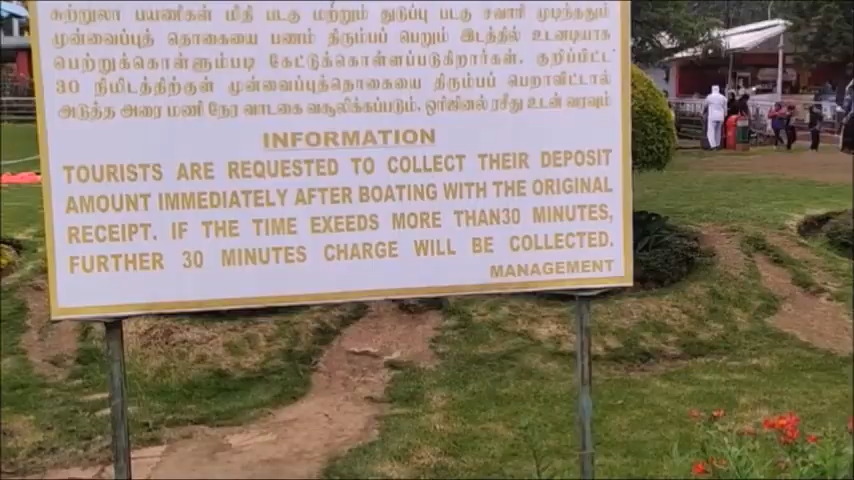 சுற்றுலா பயணிகள் மிதி படகு மற்றும் துடுப்பு படகு சவாரி முடிந்ததும்
முன்வைப்புத் தொகையை பணம் திரும்பப் பெறும் இடத்தில் உடனடியாக
பெற்றுக்கொள்ளும்படி கேட்டுக்கொள்ளப்படுகிறார்கள். குறிப்பிட்ட
30 நிமிடத்திற்குள் முன்வைப்புத்தொகையை திரும்பப் பெறாவிட்டால்
அடுத்த அரை மணி நேர வாடகை வசூலிக்கப்படும். ஒரிஜினல் ரசீது உடன் வரவும்
INFORMATION
TOURISTS ARE REQUESTED TO COLLECT THEIR DEPOSIT
AMOUNT IMMEDIATELY AFTER BOATING WITH THE ORIGINAL
RECEIPT. IF THE TIME EXEEDS MORE THAN30 MINUTES,
FURTHER 30 MINUTES CHARGE WILL BE COLLECTED.
MANAGEMENT